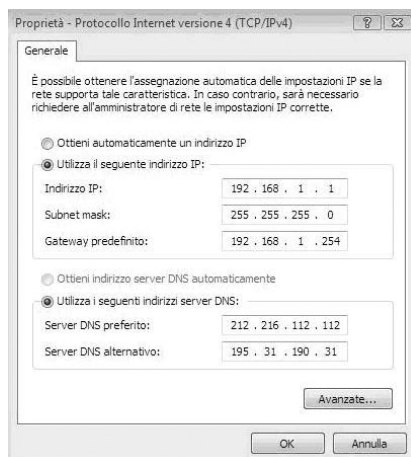 Proprietà - Protocollo Internet versione 4 (TCP/IPv4)
Generale
È possibile ottenere l'assegnazione automatica delle impostazioni IP se la
rete supporta tale caratteristica. In caso contrario, sarà necessario
richiedere all'amministratore di rete le impostazioni IP corrette.
Ottieni automaticamente un indirizzo IP
Utilizza il seguente indirizzo IP:
Indirizzo IP: 192 . 168 . 1 . 1
Subnet mask: 255 . 255 . 255 . 0
Gateway predefinito: 192 . 168 . 1 . 254
Ottieni indirizzo server DNS automaticamente
Utilizza i seguenti indirizzi server DNS:
Server DNS preferito: 212 . 216 . 112 . 112
Server DNS alternativo: 195 . 31 . 190 . 31
Avanzate...
OK Annulla